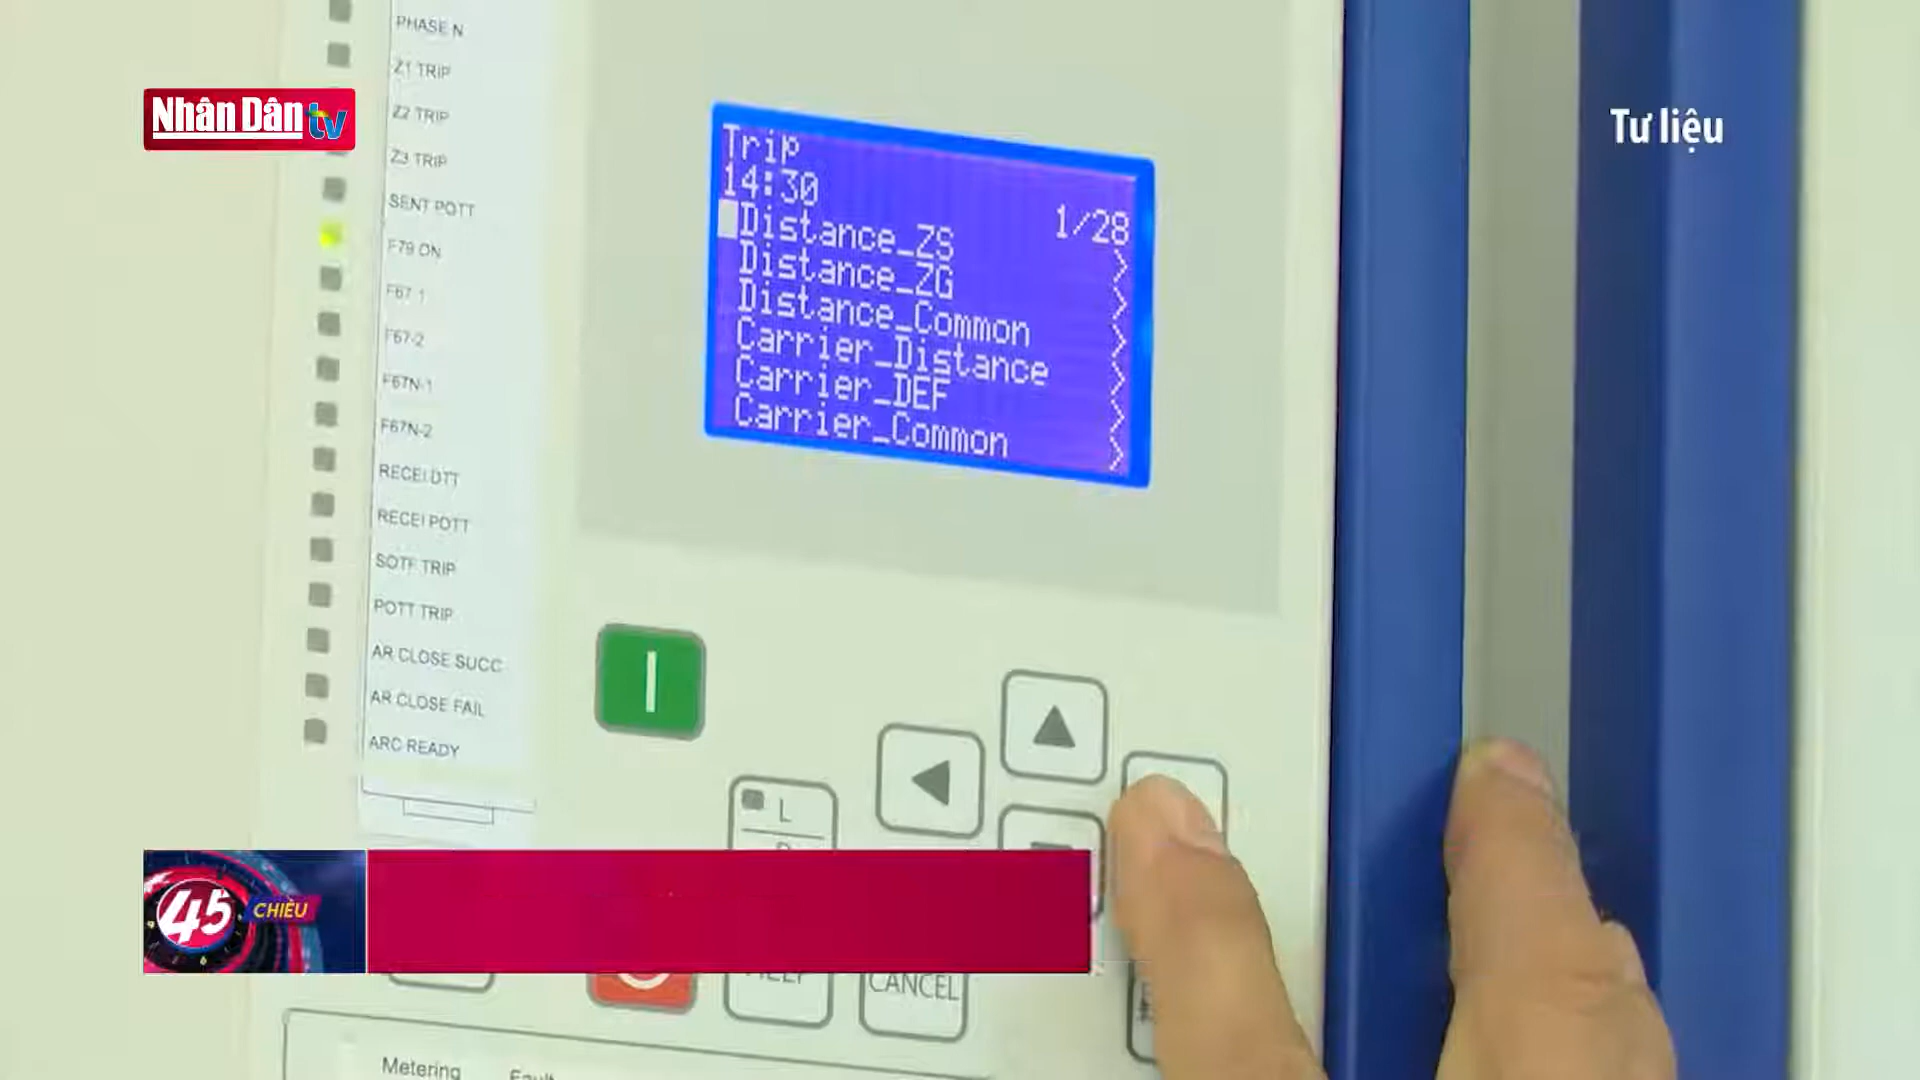 PHASE N
Z1 TRIP
Z2 TRIP
Z3 TRIP
SENT POTT
F79 ON
F67-1
F67-2
F67N-1
F67N-2
RECEI DTT
RECEI POTT
SOTF TRIP
POTT TRIP
AR CLOSE SUCC
AR CLOSE FAIL
ARC READY
Nhân Dân tv
Tư liệu
Trip
14:30 1/28
Distance_ZS
Distance_ZG
Distance_Common
Carrier_Distance
Carrier_DEF
Carrier_Common
L
45 CHIỀU
HELP
CANCEL
Metering